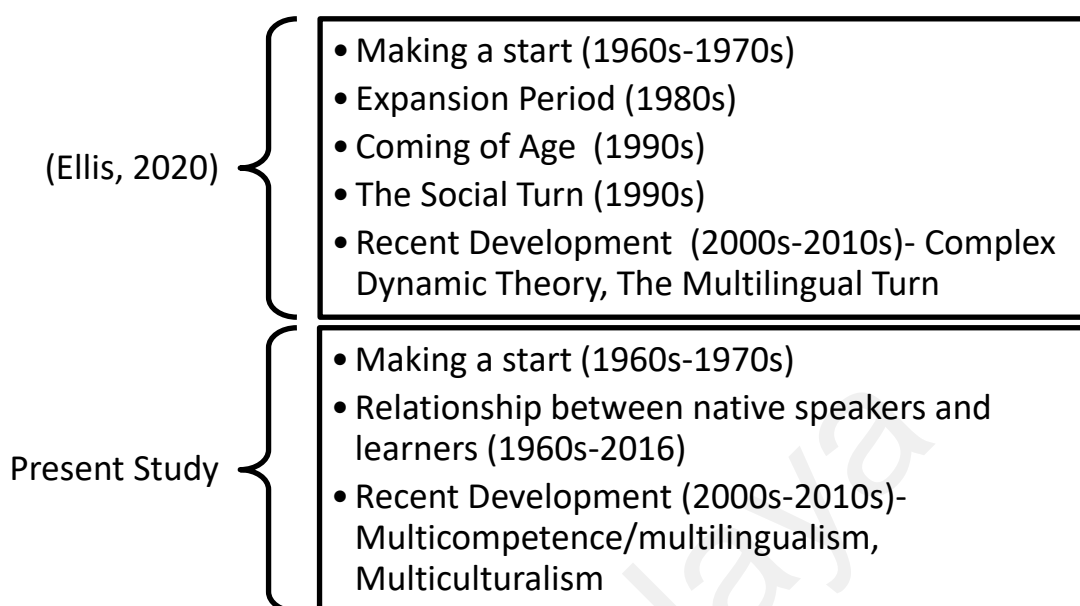 (Ellis, 2020)
• Making a start (1960s-1970s)
• Expansion Period (1980s)
• Coming of Age (1990s)
• The Social Turn (1990s)
• Recent Development (2000s-2010s)- Complex
Dynamic Theory, The Multilingual Turn
Present Study
• Making a start (1960s-1970s)
• Relationship between native speakers and
learners (1960s-2016)
• Recent Development (2000s-2010s)-
Multicompetence/multilingualism,
Multiculturalism